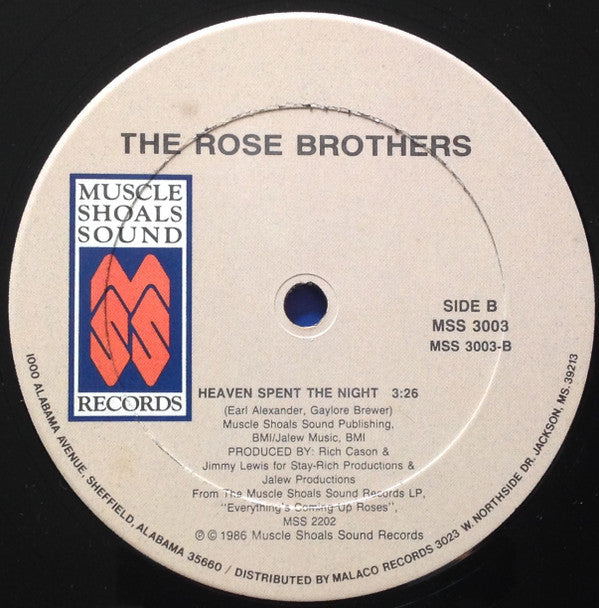 THE ROSE BROTHERS
MUSCLE
SHOALS
SOUND
MSS
RECORDS
SIDE B
MSS 3003
MSS 3003-B
HEAVEN SPENT THE NIGHT 3:26
(Earl Alexander, Gaylore Brewer)
Muscle Shoals Sound Publishing,
BMI/Jalew Music, BMI
PRODUCED BY: Rich Cason &
Jimmy Lewis for Stay-Rich Productions &
Jalew Productions
From The Muscle Shoals Sound Records LP,
"Everything's Coming Up Roses",
MSS 2202
℗ © 1986 Muscle Shoals Sound Records
1000 ALABAMA AVENUE, SHEFFIELD, ALABAMA 35660 / DISTRIBUTED BY MALACO RECORDS 3023 W. NORTHSIDE DR. JACKSON, MS. 39213